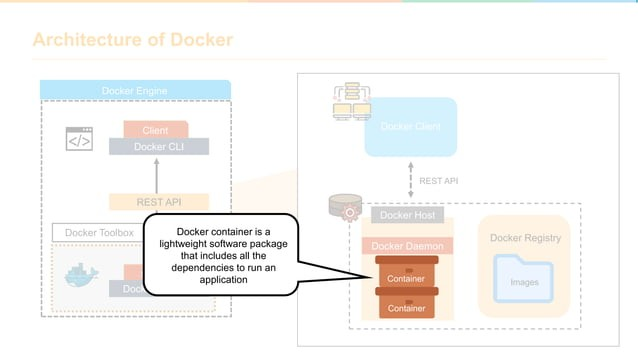 Architecture of Docker
Docker Engine
Client
Docker CLI
REST API
Docker Toolbox
Docker container is a
lightweight software package
that includes all the
dependencies to run an
application
Docker Client
REST API
Docker Host
Docker Daemon
Container
Container
Docker Registry
Images